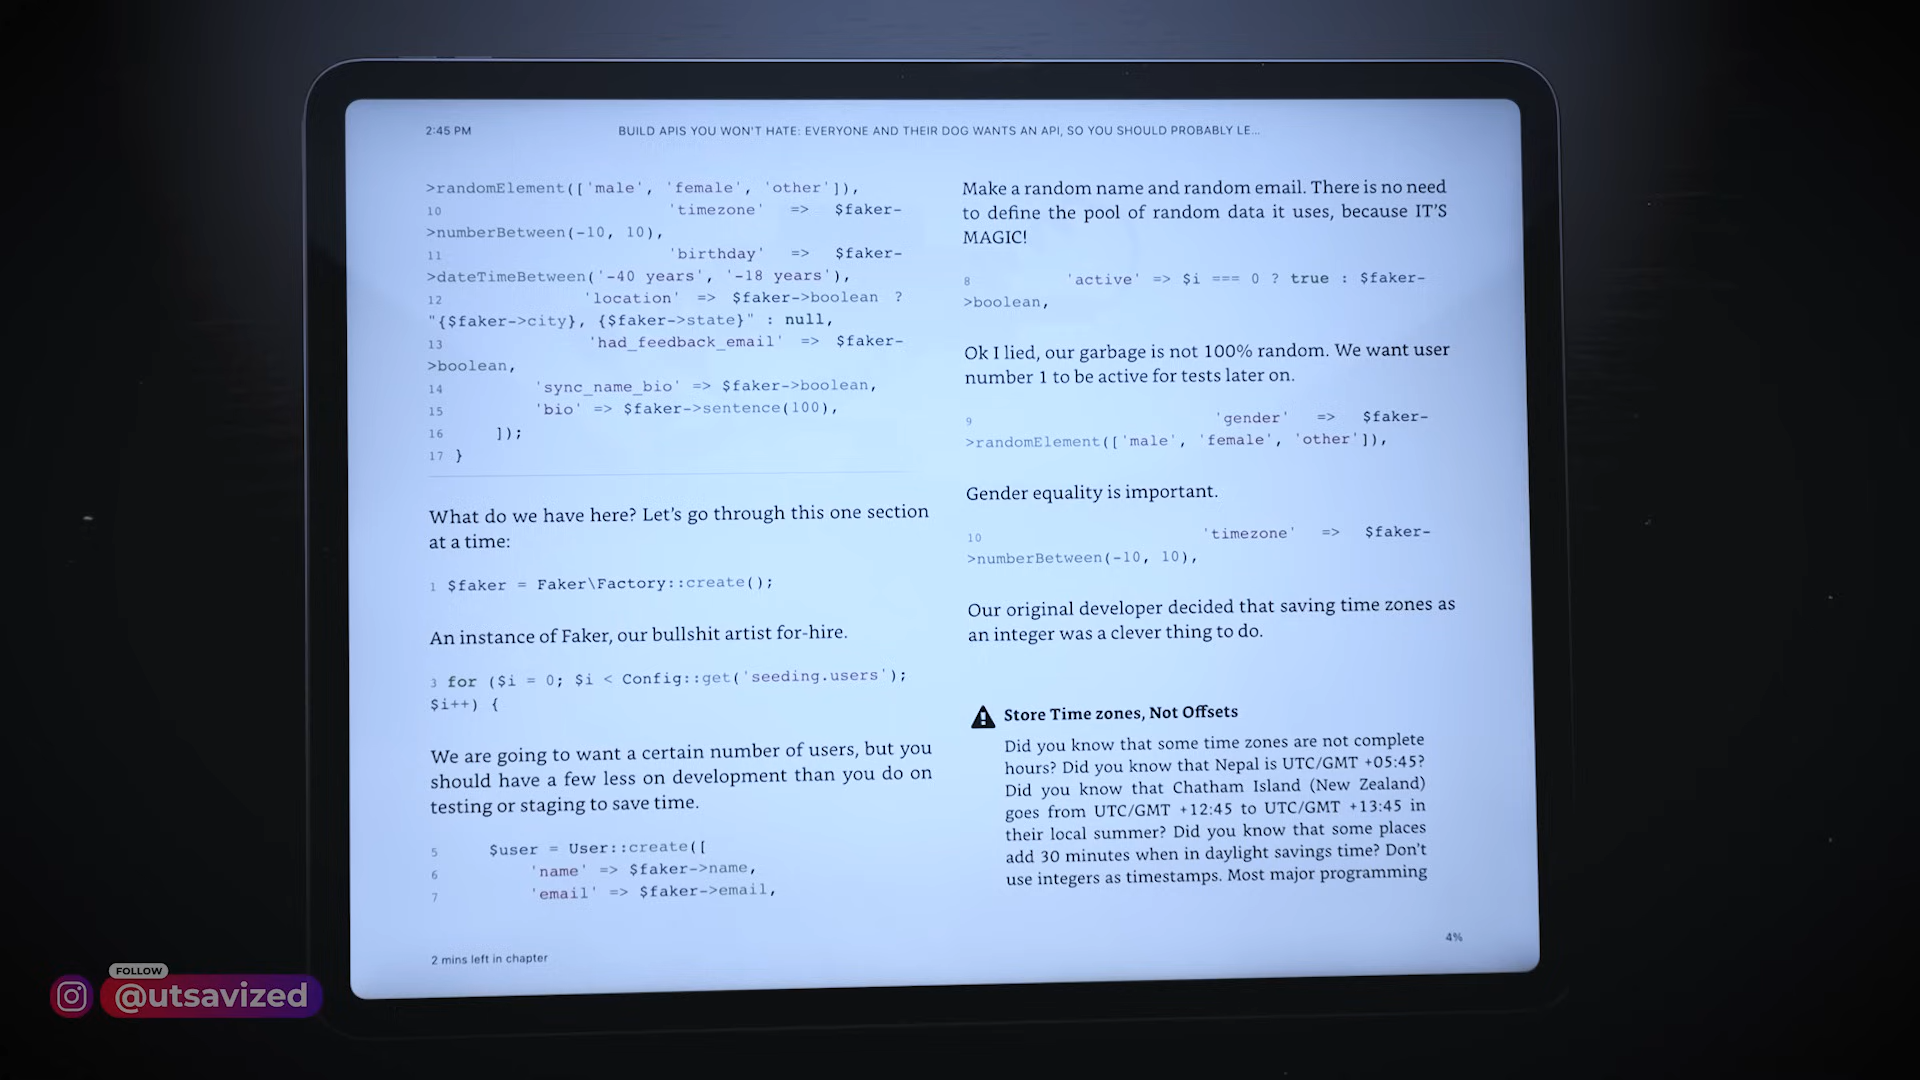 2:45 PM
BUILD APIS YOU WON'T HATE: EVERYONE AND THEIR DOG WANTS AN API, SO YOU SHOULD PROBABLY LE...
>randomElement(['male', 'female', 'other']),
10 'timezone' => $faker-
>numberBetween(-10, 10),
11 'birthday' => $faker-
>dateTimeBetween('-40 years', '-18 years'),
12 'location' => $faker->boolean ?
"{$faker->city}, {$faker->state}" : null,
13 'had_feedback_email' => $faker-
>boolean,
14 'sync_name_bio' => $faker->boolean,
15 'bio' => $faker->sentence(100),
16 ]);
17 }
What do we have here? Let's go through this one section
at a time:
1 $faker = Faker\Factory::create();
An instance of Faker, our bullshit artist for-hire.
3 for ($i = 0; $i < Config::get('seeding.users');
$i++) {
We are going to want a certain number of users, but you
should have a few less on development than you do on
testing or staging to save time.
5 $user = User::create([
6 'name' => $faker->name,
7 'email' => $faker->email,
2 mins left in chapter
Make a random name and random email. There is no need
to define the pool of random data it uses, because IT'S
MAGIC!
8 'active' => $i === 0 ? true : $faker-
>boolean,
Ok I lied, our garbage is not 100% random. We want user
number 1 to be active for tests later on.
9 'gender' => $faker-
>randomElement(['male', 'female', 'other']),
Gender equality is important.
10 'timezone' => $faker-
>numberBetween(-10, 10),
Our original developer decided that saving time zones as
an integer was a clever thing to do.
Store Time zones, Not Offsets
Did you know that some time zones are not complete
hours? Did you know that Nepal is UTC/GMT +05:45?
Did you know that Chatham Island (New Zealand)
goes from UTC/GMT +12:45 to UTC/GMT +13:45 in
their local summer? Did you know that some places
add 30 minutes when in daylight savings time? Don't
use integers as timestamps. Most major programming
4%
FOLLOW
@utsavized